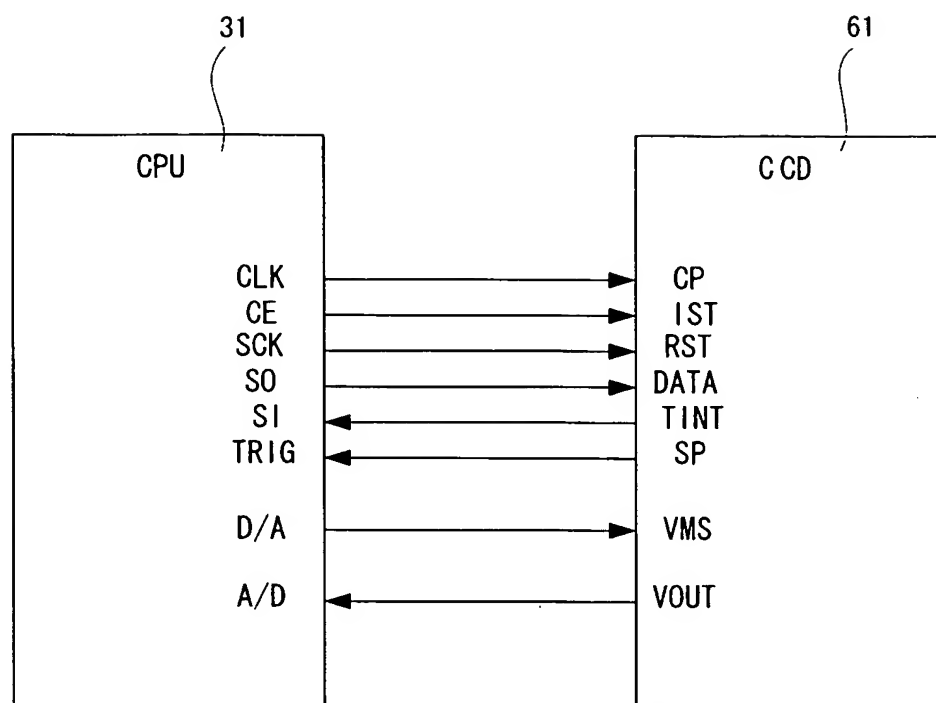 31 61
CPU CCD
CLK CP
CE IST
SCK RST
SO DATA
SI TINT
TRIG SP
D/A VMS
A/D VOUT